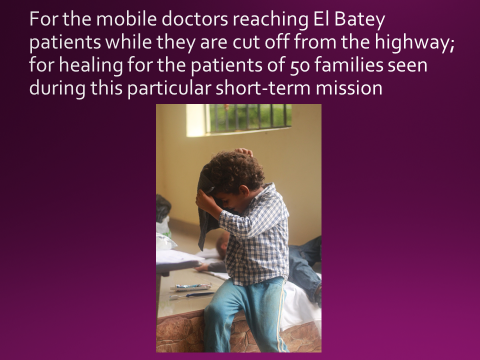 For the mobile doctors reaching El Batey
patients while they are cut off from the highway;
for healing for the patients of 50 families seen
during this particular short-term mission